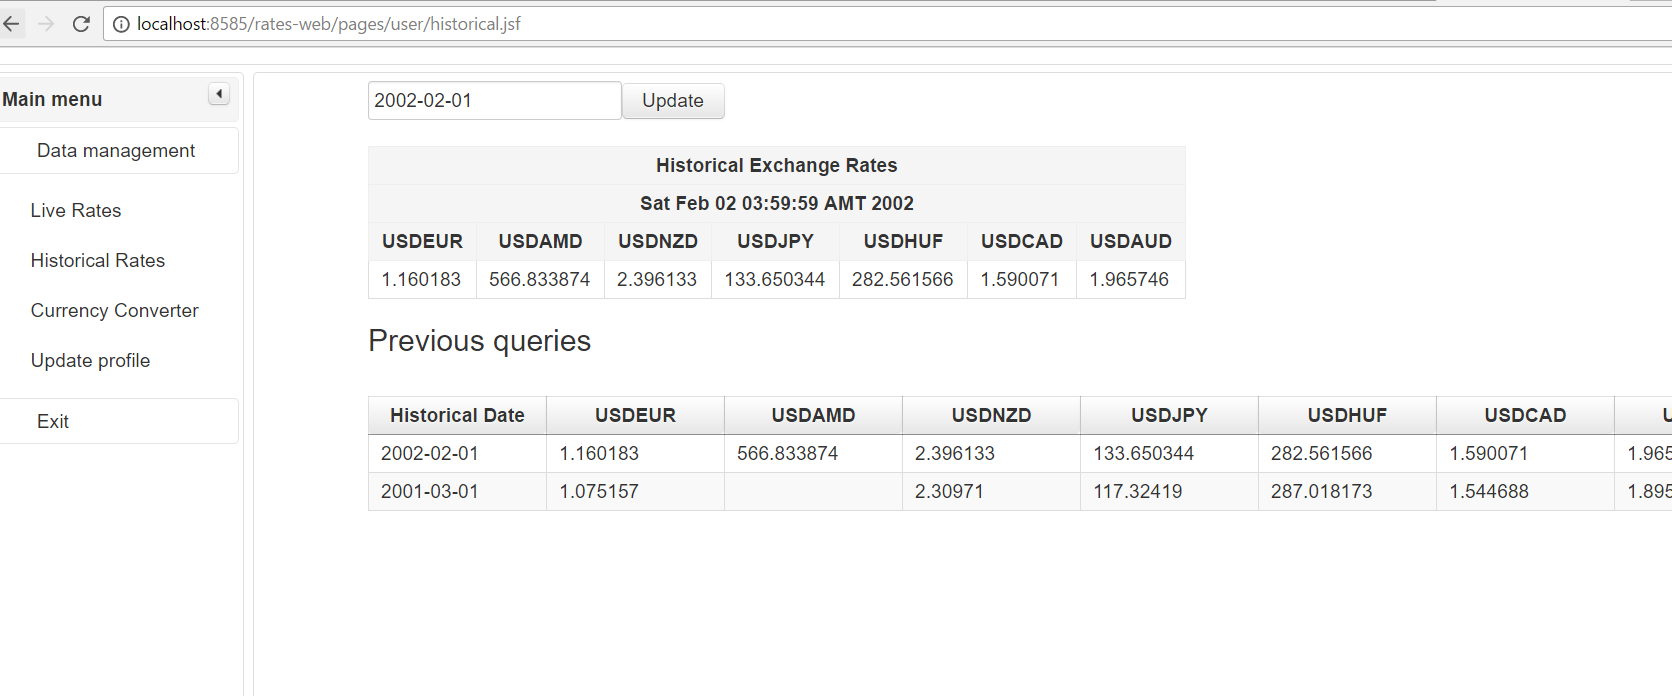 localhost:8585/rates-web/pages/user/historical.jsf
Main menu
Data management
Live Rates
Historical Rates
Currency Converter
Update profile
Exit
2002-02-01 Update
Historical Exchange Rates
Sat Feb 02 03:59:59 AMT 2002
USDEUR USDAMD USDNZD USDJPY USDHUF USDCAD USDAUD
1.160183 566.833874 2.396133 133.650344 282.561566 1.590071 1.965746
Previous queries
Historical Date USDEUR USDAMD USDNZD USDJPY USDHUF USDCAD
2002-02-01 1.160183 566.833874 2.396133 133.650344 282.561566 1.590071 1.965
2001-03-01 1.075157 2.30971 117.32419 287.018173 1.544688 1.895